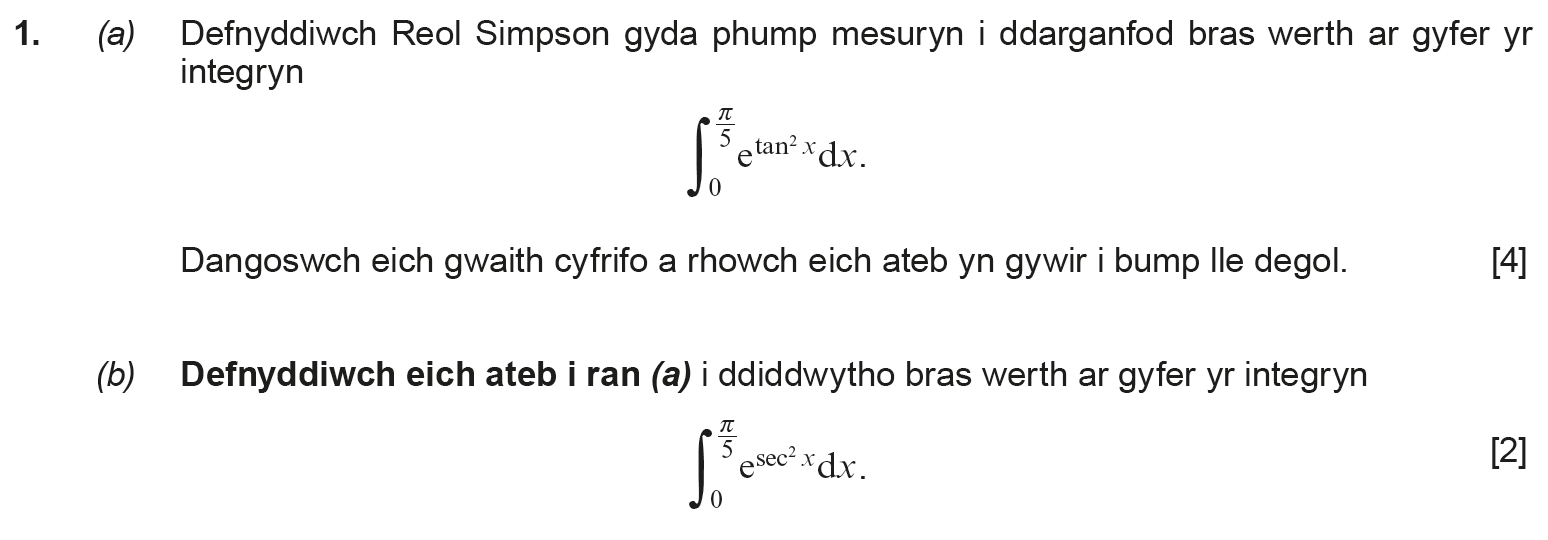 1. (a) Defnyddiwch Reol Simpson gyda phump mesuryn i ddarganfod bras werth ar gyfer yr
integryn
∫₀^(π/5) e^(tan² x) dx.
Dangoswch eich gwaith cyfrifo a rhowch eich ateb yn gywir i bump lle degol. [4]
(b) Defnyddiwch eich ateb i ran (a) i ddiddwytho bras werth ar gyfer yr integryn
∫₀^(π/5) e^(sec² x) dx. [2]